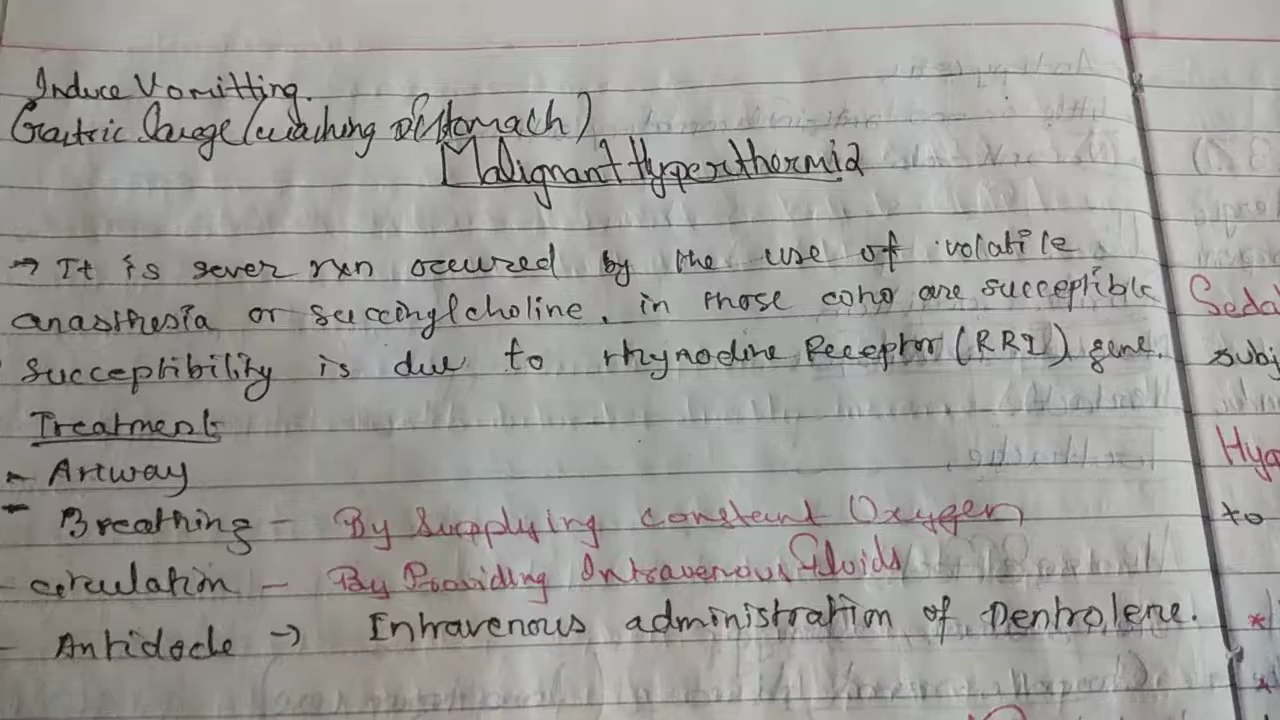 Induce Vomitting.
Gastric Lavage (washing of stomach)
Malignant Hyperthermia
→ It is sever rxn occured by the use of volatile
anasthesia or succinylcholine, in those who are succeptible
succeptibility is due to rhynodine Receptor (RRI) gene.
Treatment
- Airway
- Breathing - By Supplying constant Oxygen
- circulation - By Providing Intravenous Fluids
- Antidode → Intravenous administration of Dentrolene.
Seda
subj
Hyp
to
*
*